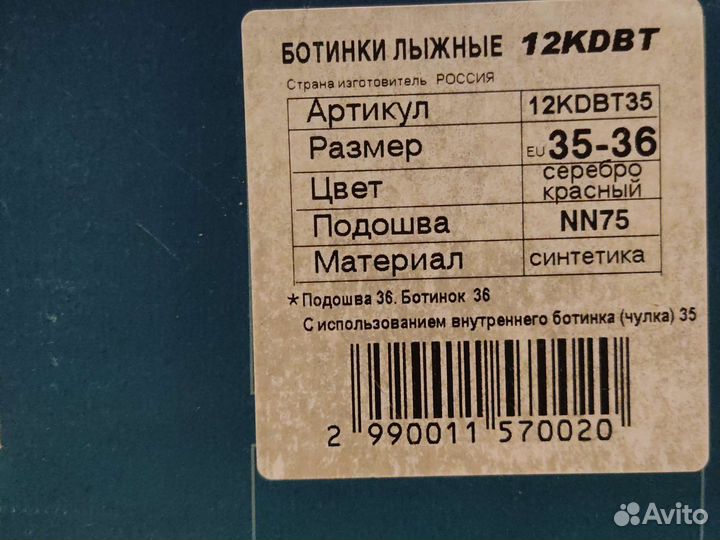 БОТИНКИ ЛЫЖНЫЕ 12KDBT
Страна изготовитель РОССИЯ
Артикул 12KDBT35
Размер EU 35-36
Цвет серебро красный
Подошва NN75
Материал синтетика
* Подошва 36. Ботинок 36
С использованием внутреннего ботинка (чулка) 35
2 990011 570020
Avito